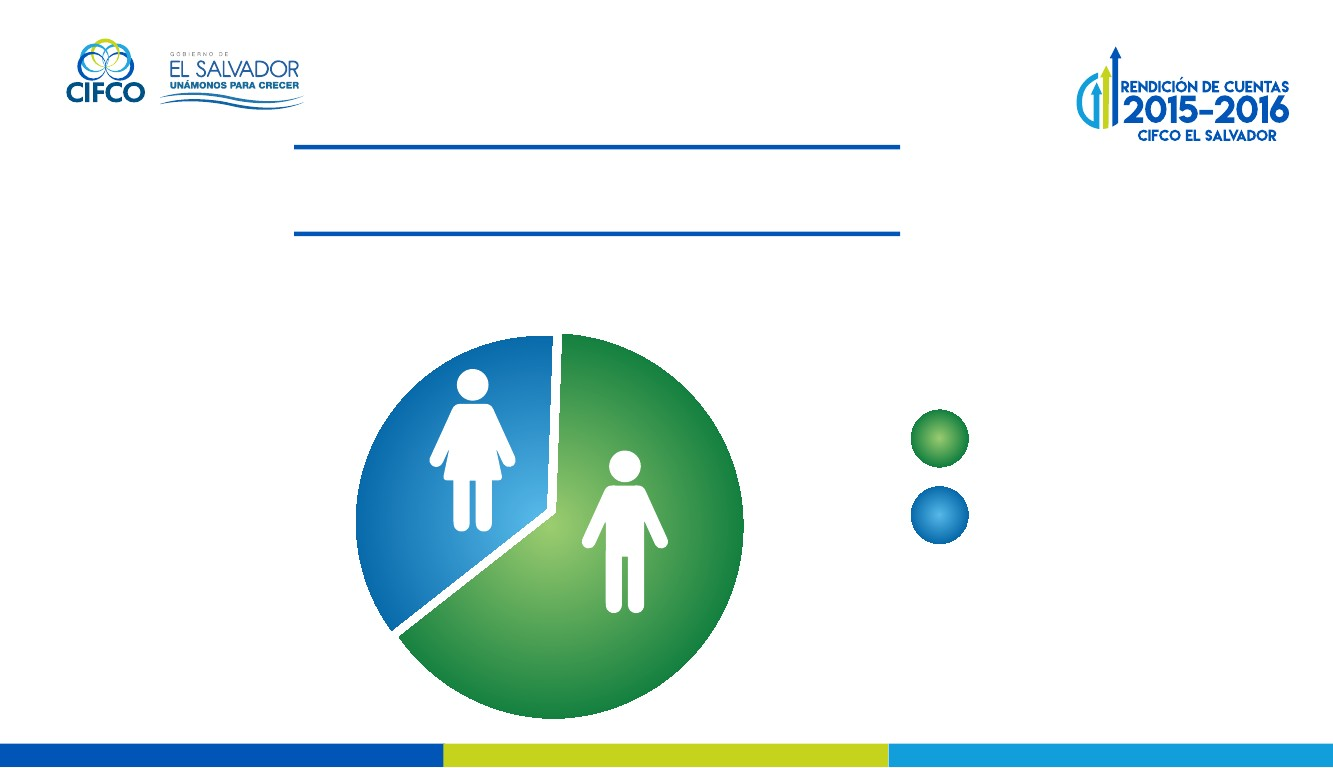 CIFCO
GOBIERNO DE
EL SALVADOR
UNÁMONOS PARA CRECER
RENDICIÓN DE CUENTAS
2015-2016
CIFCO EL SALVADOR